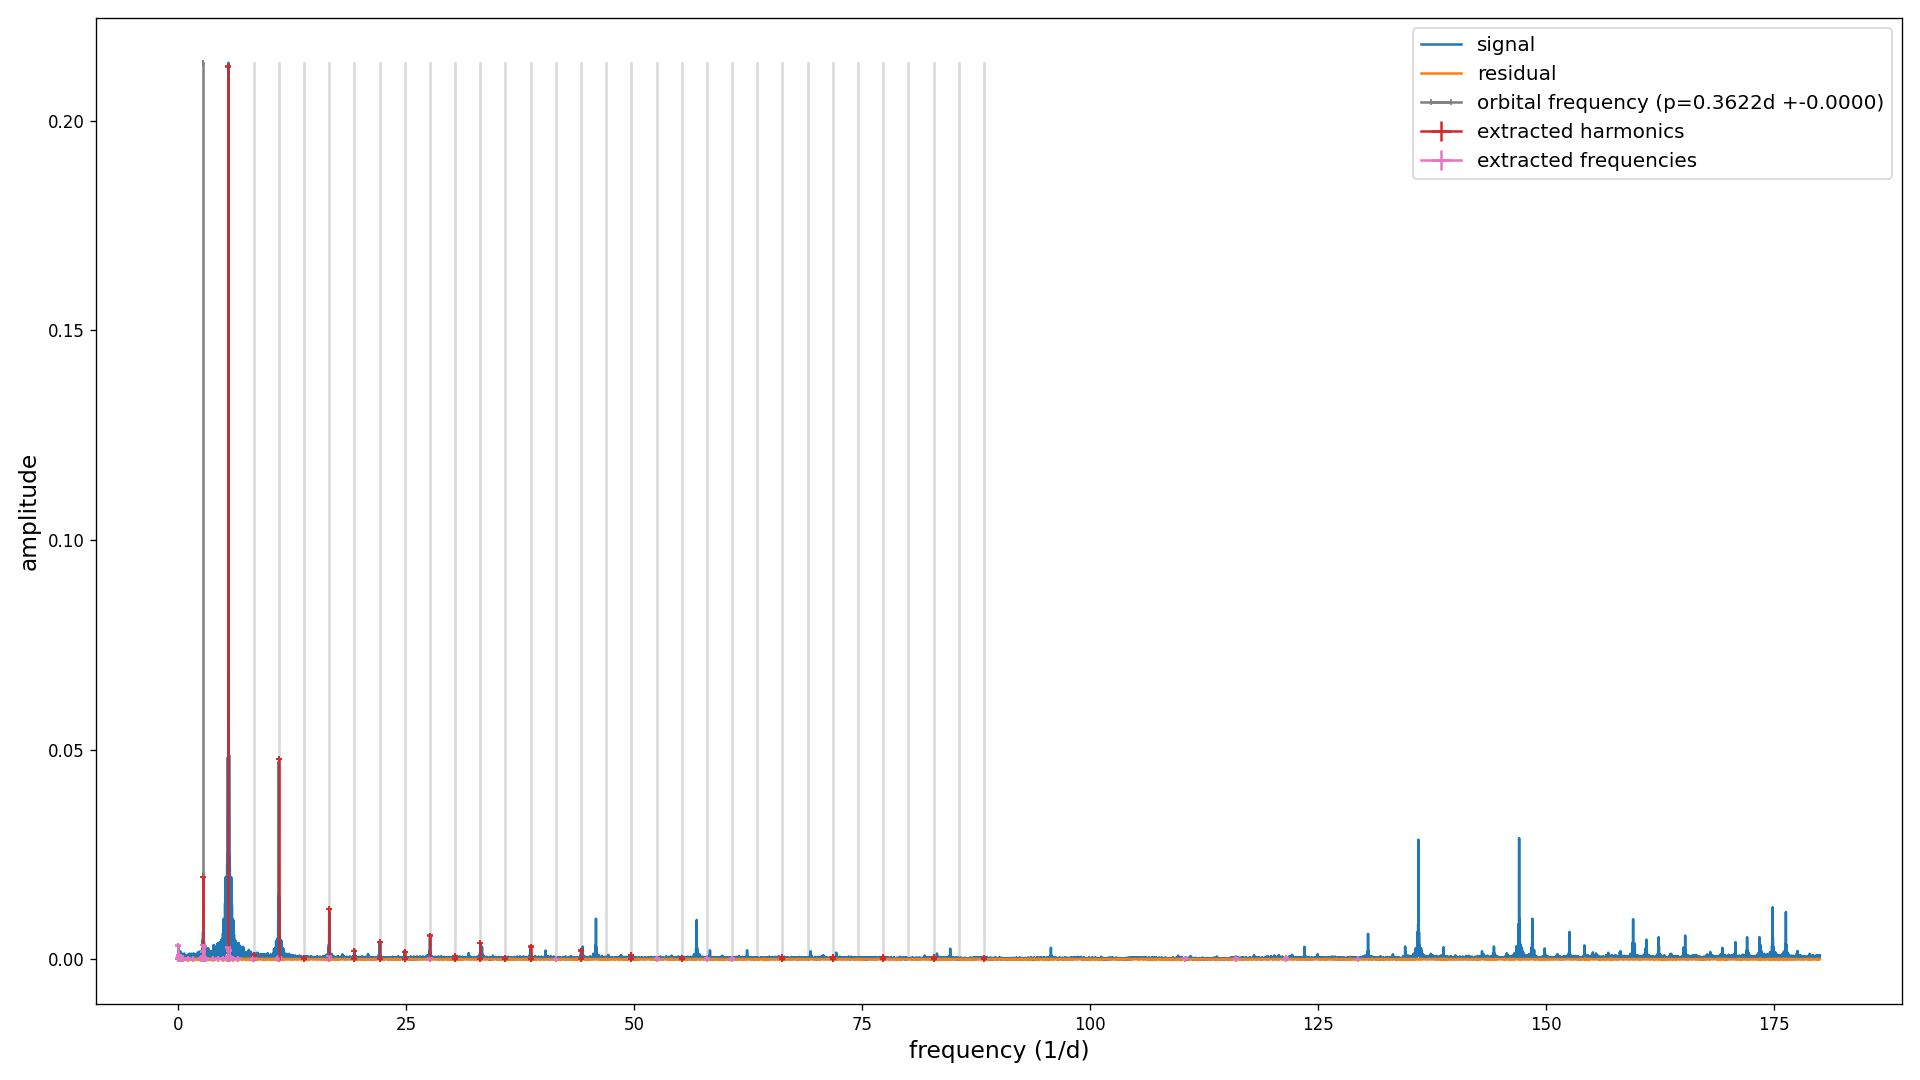 signal
residual
orbital frequency (p=0.3622d +-0.0000)
extracted harmonics
extracted frequencies
amplitude
0.20
0.15
0.10
0.05
0.00
0 25 50 75 100 125 150 175
frequency (1/d)